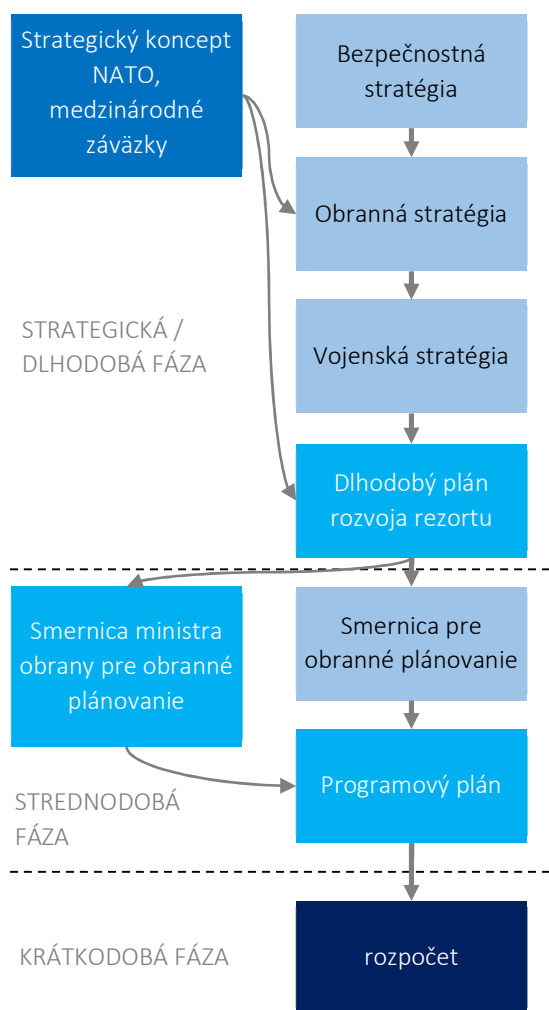 Strategický koncept
NATO,
medzinárodné
záväzky
Bezpečnostná
stratégia
Obranná stratégia
STRATEGICKÁ /
DLHODOBÁ FÁZA
Vojenská stratégia
Dlhodobý plán
rozvoja rezortu
Smernica ministra
obrany pre obranné
plánovanie
Smernica pre
obranné plánovanie
STREDNODOBÁ
FÁZA
Programový plán
KRÁTKODOBÁ FÁZA
rozpočet